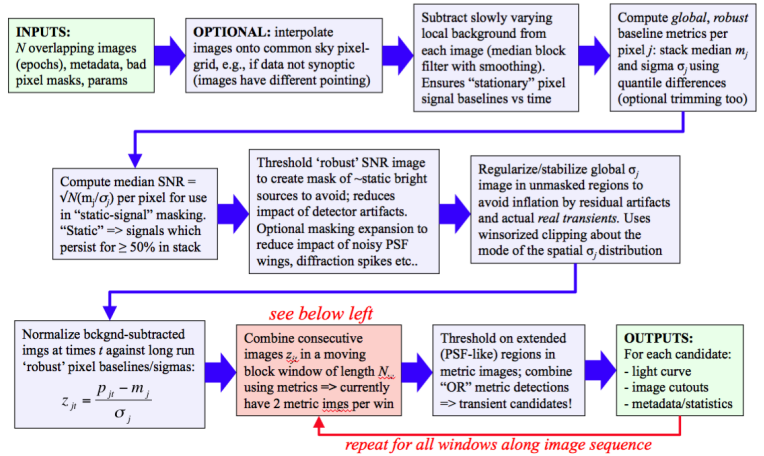 INPUTS:
N overlapping images
(epochs), metadata, bad
pixel masks, params
OPTIONAL: interpolate
images onto common sky pixel-
grid, e.g., if data not synoptic
(images have different pointing)
Subtract slowly varying
local background from
each image (median block
filter with smoothing).
Ensures “stationary” pixel
signal baselines vs time
Compute global, robust
baseline metrics per
pixel j: stack median mj
and sigma σj using
quantile differences
(optional trimming too)
Compute median SNR =
√N(mj/σj) per pixel for use
in “static-signal” masking.
“Static” => signals which
persist for ≥ 50% in stack
Threshold ‘robust’ SNR image
to create mask of ~static bright
sources to avoid; reduces
impact of detector artifacts.
Optional masking expansion to
reduce impact of noisy PSF
wings, diffraction spikes etc..
Regularize/stabilize global σj
image in unmasked regions to
avoid inflation by residual artifacts
and actual real transients. Uses
winsorized clipping about the
mode of the spatial σj distribution
Normalize bckgnd-subtracted
imgs at times t against long run
‘robust’ pixel baselines/sigmas:
zjt = (pjt − mj) / σj
see below left
Combine consecutive
images zjt in a moving
block window of length
using metrics => currently
have 2 metric imgs per win
Threshold on extended
(PSF-like) regions in
metric images; combine
“OR” metric detections
=> transient candidates!
OUTPUTS:
For each candidate:
- light curve
- image cutouts
- metadata/statistics
repeat for all windows along image sequence